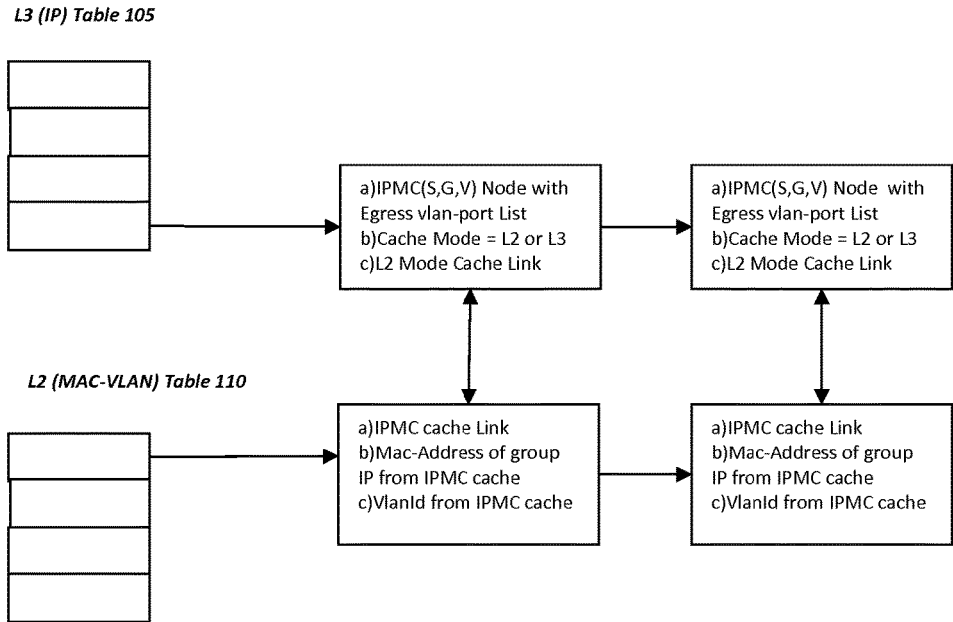 L3 (IP) Table 105
a)IPMC(S,G,V) Node with
Egress vlan-port List
b)Cache Mode = L2 or L3
c)L2 Mode Cache Link
a)IPMC(S,G,V) Node with
Egress vlan-port List
b)Cache Mode = L2 or L3
c)L2 Mode Cache Link
L2 (MAC-VLAN) Table 110
a)IPMC cache Link
b)Mac-Address of group
IP from IPMC cache
c)VlanId from IPMC cache
a)IPMC cache Link
b)Mac-Address of group
IP from IPMC cache
c)VlanId from IPMC cache